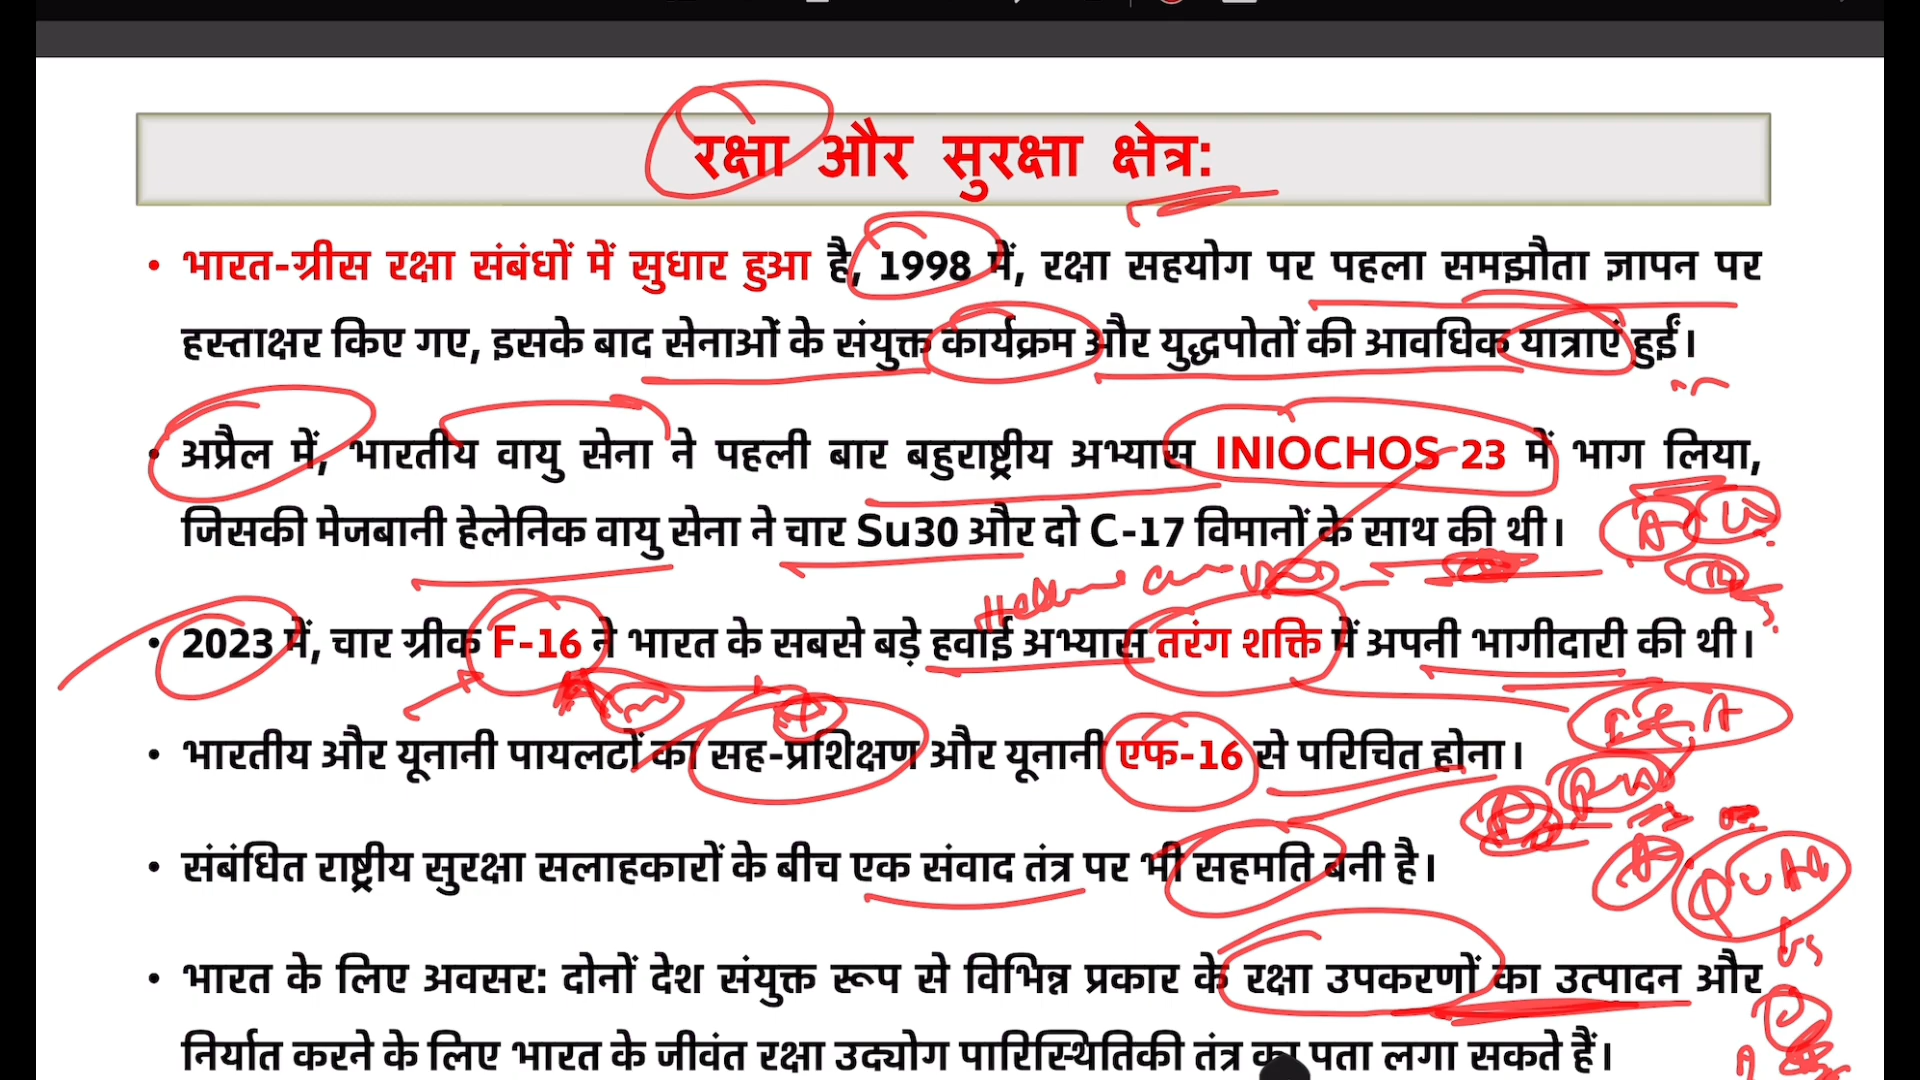 रक्षा और सुरक्षा क्षेत्र:
• भारत-ग्रीस रक्षा संबंधों में सुधार हुआ है, 1998 में, रक्षा सहयोग पर पहला समझौता ज्ञापन पर
हस्ताक्षर किए गए, इसके बाद सेनाओं के संयुक्त कार्यक्रम और युद्धपोतों की आवधिक यात्राएं हुईं।
• अप्रैल में, भारतीय वायु सेना ने पहली बार बहुराष्ट्रीय अभ्यास INIOCHOS 23 में भाग लिया,
जिसकी मेजबानी हेलेनिक वायु सेना ने चार Su30 और दो C-17 विमानों के साथ की थी।
• 2023 में, चार ग्रीक F-16 ने भारत के सबसे बड़े हवाई अभ्यास तरंग शक्ति में अपनी भागीदारी की थी।
• भारतीय और यूनानी पायलटों का सह-प्रशिक्षण और यूनानी एफ-16 से परिचित होना।
• संबंधित राष्ट्रीय सुरक्षा सलाहकारों के बीच एक संवाद तंत्र पर भी सहमति बनी है।
QUAD
• भारत के लिए अवसर: दोनों देश संयुक्त रूप से विभिन्न प्रकार के रक्षा उपकरणों का उत्पादन और
निर्यात करने के लिए भारत के जीवंत रक्षा उद्योग पारिस्थितिकी तंत्र का पता लगा सकते हैं।